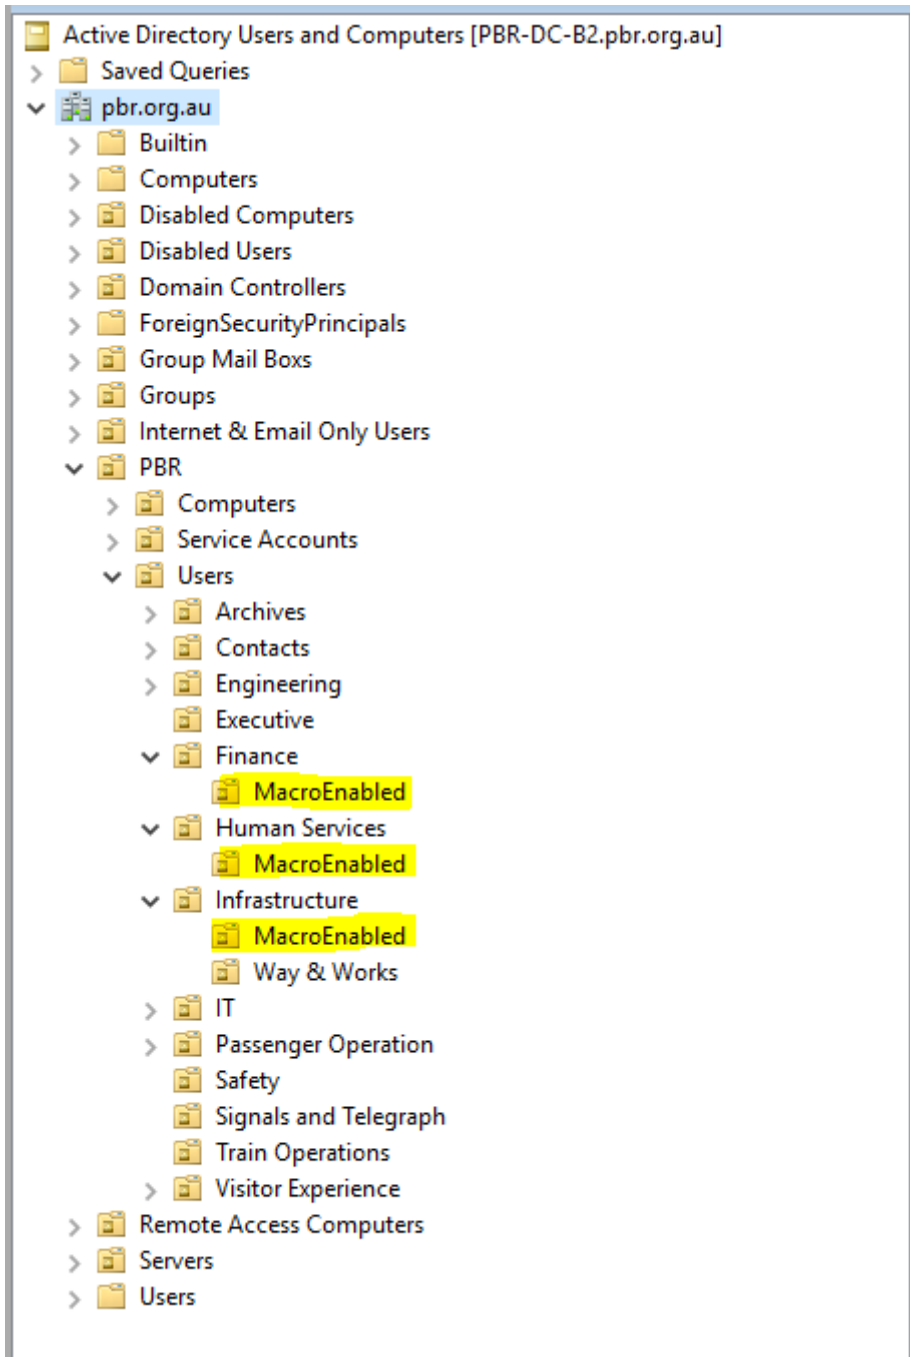 Active Directory Users and Computers [PBR-DC-B2.pbr.org.au]
Saved Queries
pbr.org.au
Builtin
Computers
Disabled Computers
Disabled Users
Domain Controllers
ForeignSecurityPrincipals
Group Mail Boxs
Groups
Internet & Email Only Users
PBR
Computers
Service Accounts
Users
Archives
Contacts
Engineering
Executive
Finance
MacroEnabled
Human Services
MacroEnabled
Infrastructure
MacroEnabled
Way & Works
IT
Passenger Operation
Safety
Signals and Telegraph
Train Operations
Visitor Experience
Remote Access Computers
Servers
Users